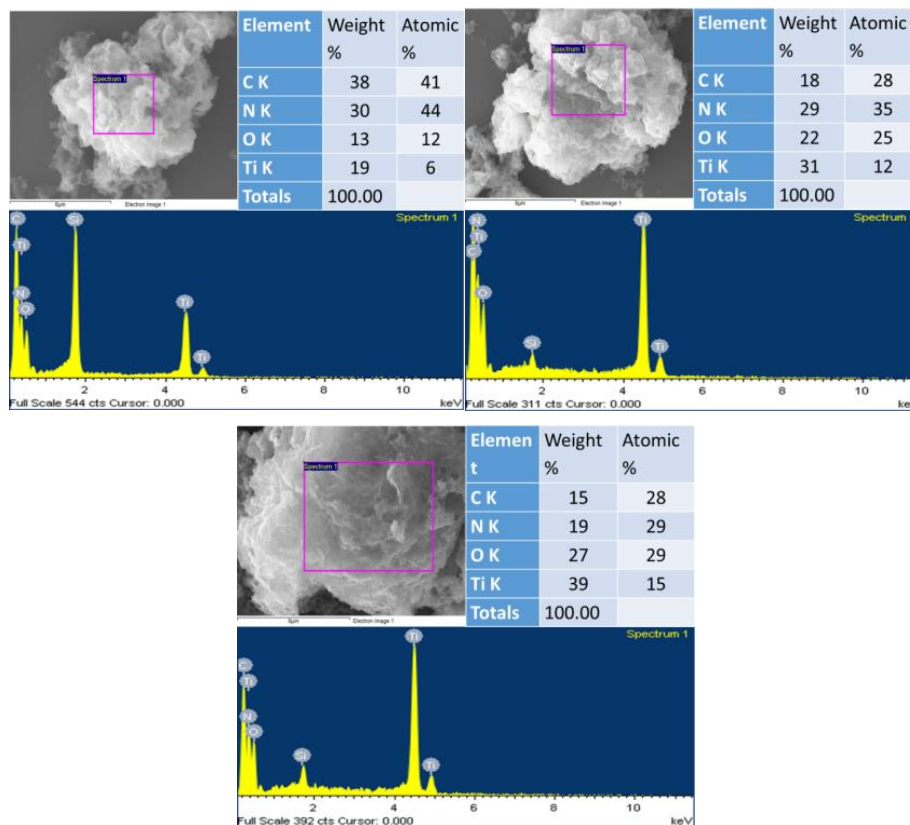 Spectrum 1
6µm Electron Image 1
Element Weight % Atomic %
C K 38 41
N K 30 44
O K 13 12
Ti K 19 6
Totals 100.00
Spectrum 1
C Ti N O Si Ti Ti
2 4 6 8 10
Full Scale 544 cts Cursor: 0.000 keV
Spectrum 1
Electron Image 1
Element Weight % Atomic %
C K 18 28
N K 29 35
O K 22 25
Ti K 31 12
Totals 100.00
Spectrum
N Ti C O Si Ti Ti
2 4 6 8 10
Full Scale 311 cts Cursor: 0.000 keV
Spectrum 1
Electron Image 1
Elemen
t Weight % Atomic %
C K 15 28
N K 19 29
O K 27 29
Ti K 39 15
Totals 100.00
Spectrum 1
C Ti N O Si Ti Ti
2 4 6 8 10
Full Scale 392 cts Cursor: 0.000 keV